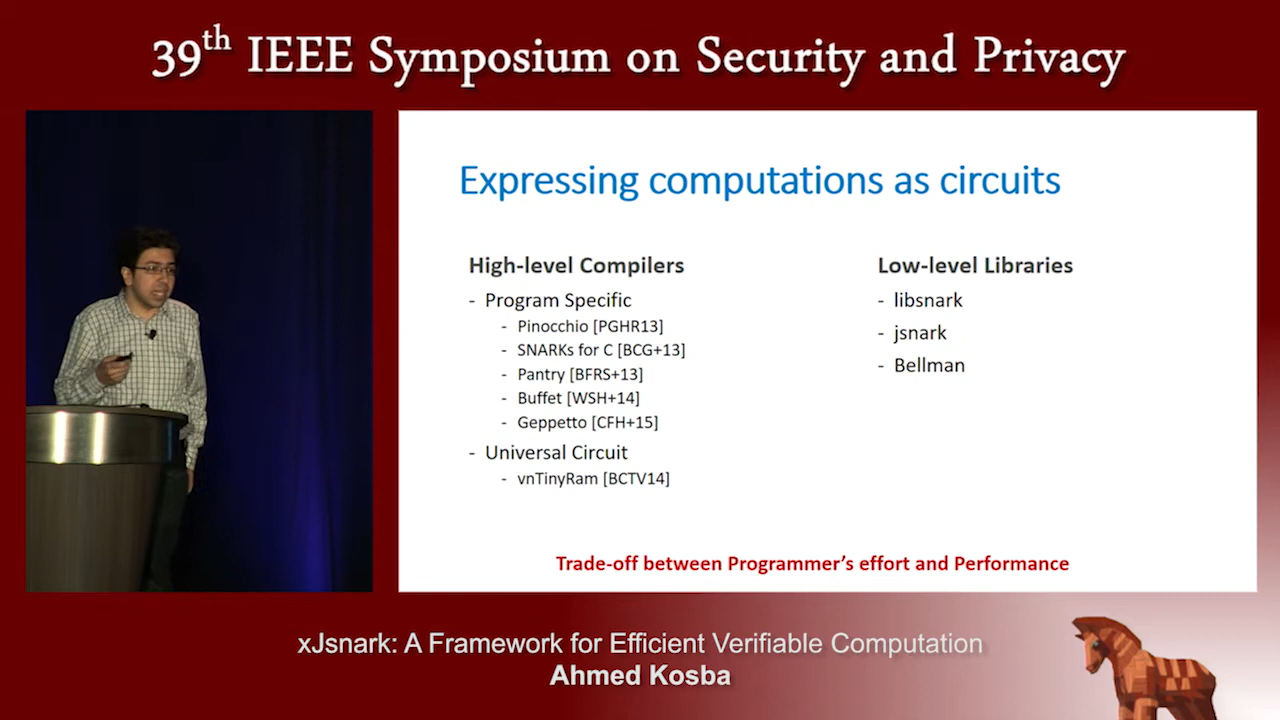 39th IEEE Symposium on Security and Privacy
Expressing computations as circuits
High-level Compilers
- Program Specific
- Pinocchio [PGHR13]
- SNARKs for C [BCG+13]
- Pantry [BFRS+13]
- Buffet [WSH+14]
- Geppetto [CFH+15]
- Universal Circuit
- vnTinyRam [BCTV14]
Low-level Libraries
- libsnark
- jsnark
- Bellman
Trade-off between Programmer's effort and Performance
xJsnark: A Framework for Efficient Verifiable Computation
Ahmed Kosba